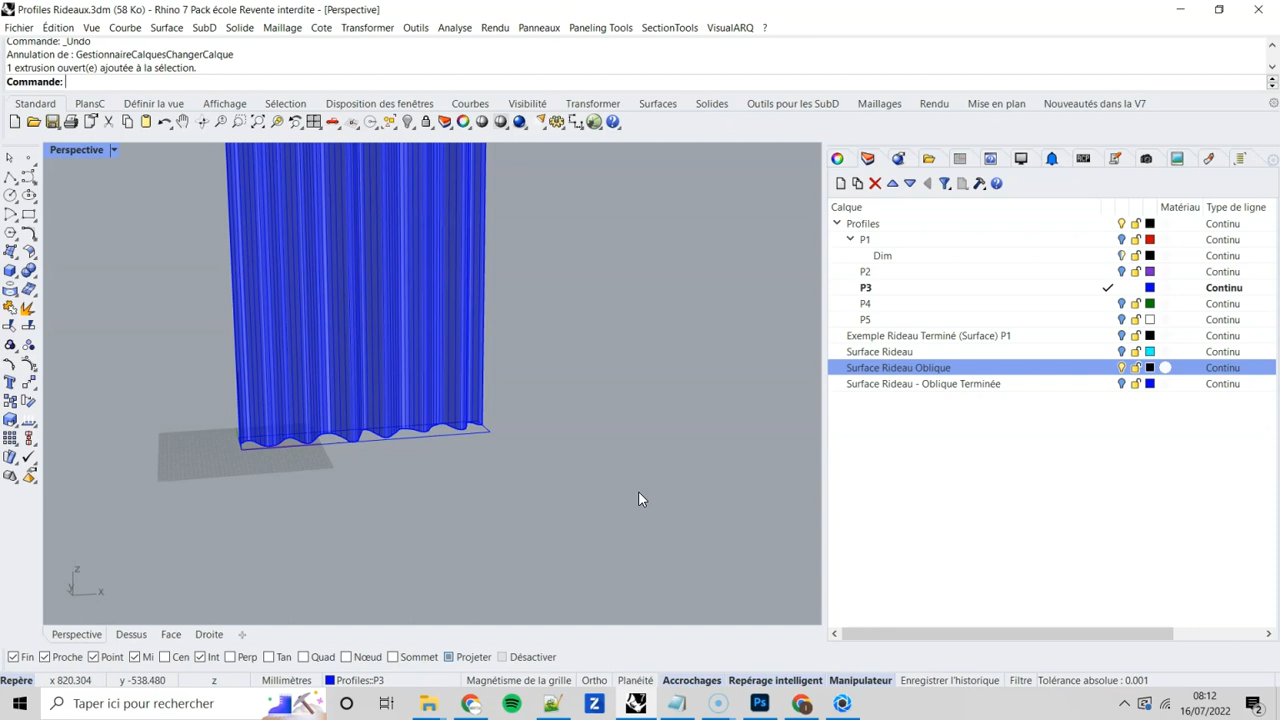 Profiles Rideaux.3dm (58 Ko) - Rhino 7 Pack école Revente interdite - [Perspective]
Fichier Édition Vue Courbe Surface SubD Solide Maillage Cote Transformer Outils Analyse Rendu Panneaux Paneling Tools SectionTools VisualARQ ?
Commande: _Undo
Annulation de : GestionnaireCalquesChangerCalque
1 extrusion ouvert(e) ajoutée à la sélection.
Commande:
Standard PlansC Définir la vue Affichage Sélection Disposition des fenêtres Courbes Visibilité Transformer Surfaces Solides Outils pour les SubD Maillages Rendu Mise en plan Nouveautés dans la V7
Perspective
Calque Matériau Type de ligne
Profiles Continu
P1 Continu
Dim Continu
P2 Continu
P3 Continu
P4 Continu
P5 Continu
Exemple Rideau Terminé (Surface) P1 Continu
Surface Rideau Continu
Surface Rideau Oblique Continu
Surface Rideau - Oblique Terminée Continu
z
y x
Perspective Dessus Face Droite
Fin Proche Point Mi Cen Int Perp Tan Quad Nœud Sommet Projeter Désactiver
Repère x 820.304 y -538.480 z Millimètres Profiles::P3 Magnétisme de la grille Ortho Planéité Accrochages Repérage intelligent Manipulateur Enregistrer l'historique Filtre Tolérance absolue : 0.001
Taper ici pour rechercher
Z
Ps
1
08:12
16/07/2022
2